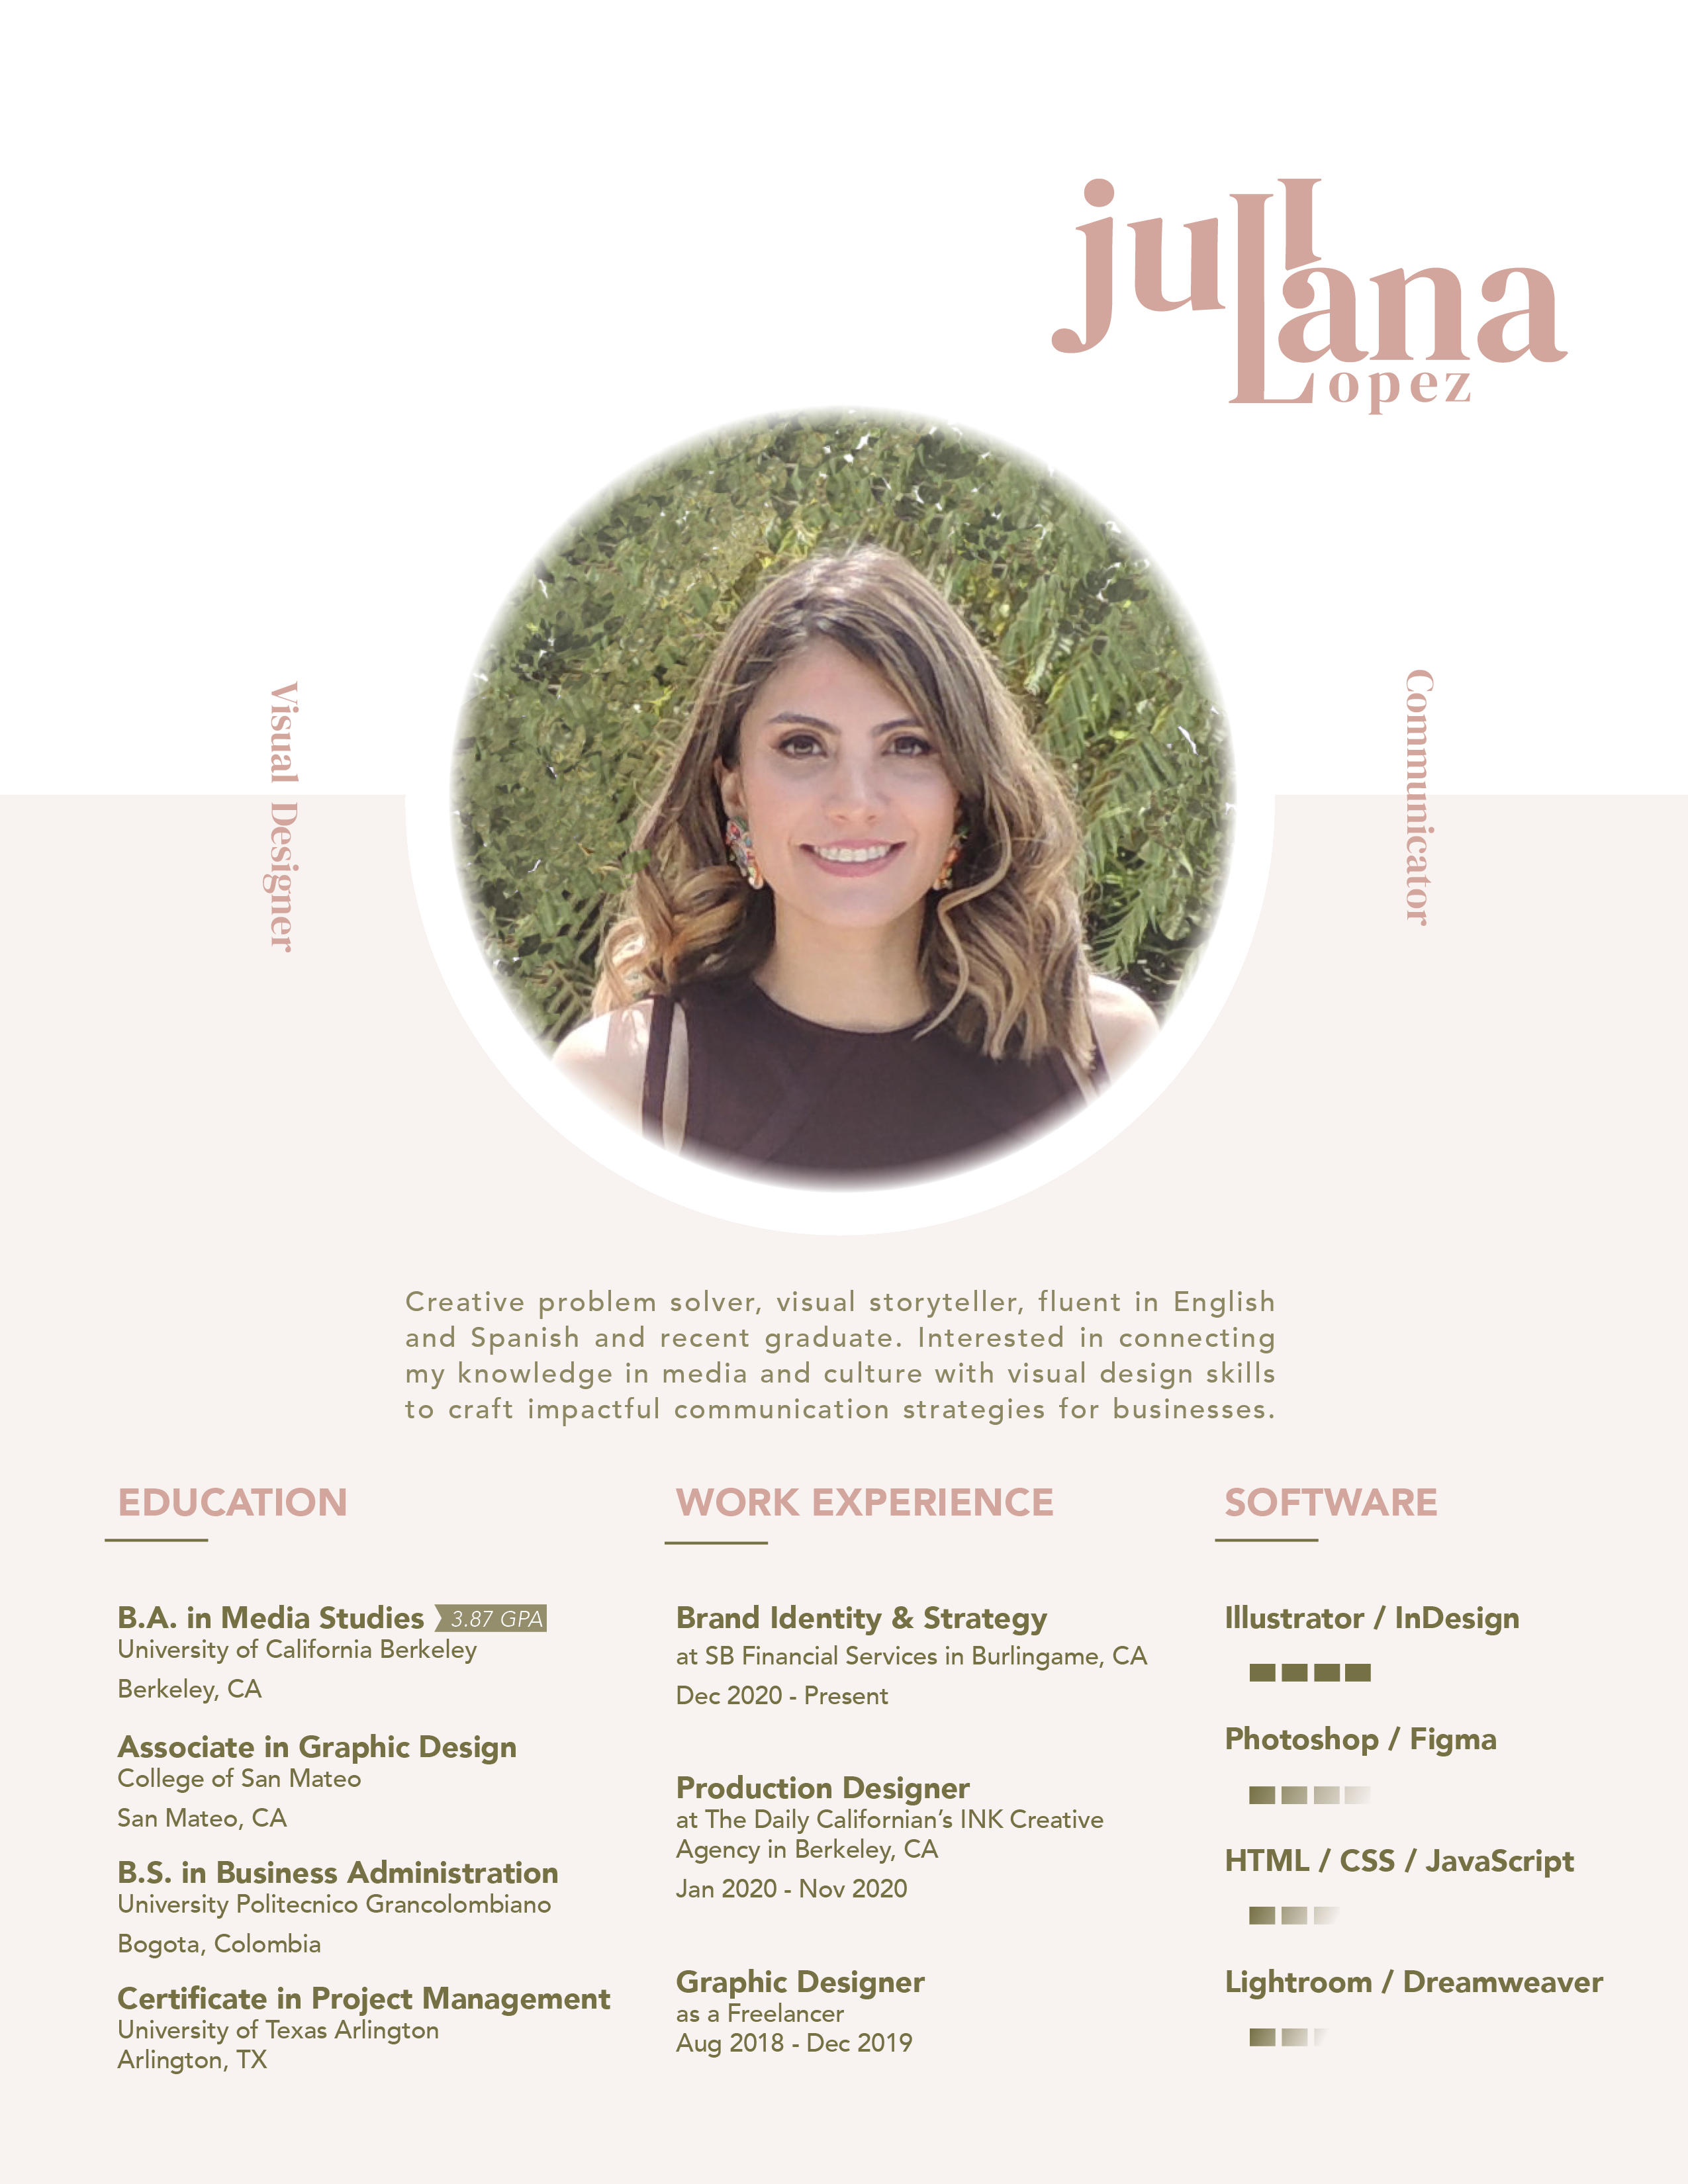 juLIana
Lopez
Visual Designer
Communicator
Creative problem solver, visual storyteller, fluent in English
and Spanish and recent graduate. Interested in connecting
my knowledge in media and culture with visual design skills
to craft impactful communication strategies for businesses.
EDUCATION
B.A. in Media Studies 3.87 GPA
University of California Berkeley
Berkeley, CA
Associate in Graphic Design
College of San Mateo
San Mateo, CA
B.S. in Business Administration
University Politecnico Grancolombiano
Bogota, Colombia
Certificate in Project Management
University of Texas Arlington
Arlington, TX
WORK EXPERIENCE
Brand Identity & Strategy
at SB Financial Services in Burlingame, CA
Dec 2020 - Present
Production Designer
at The Daily Californian’s INK Creative
Agency in Berkeley, CA
Jan 2020 - Nov 2020
Graphic Designer
as a Freelancer
Aug 2018 - Dec 2019
SOFTWARE
Illustrator / InDesign
Photoshop / Figma
HTML / CSS / JavaScript
Lightroom / Dreamweaver